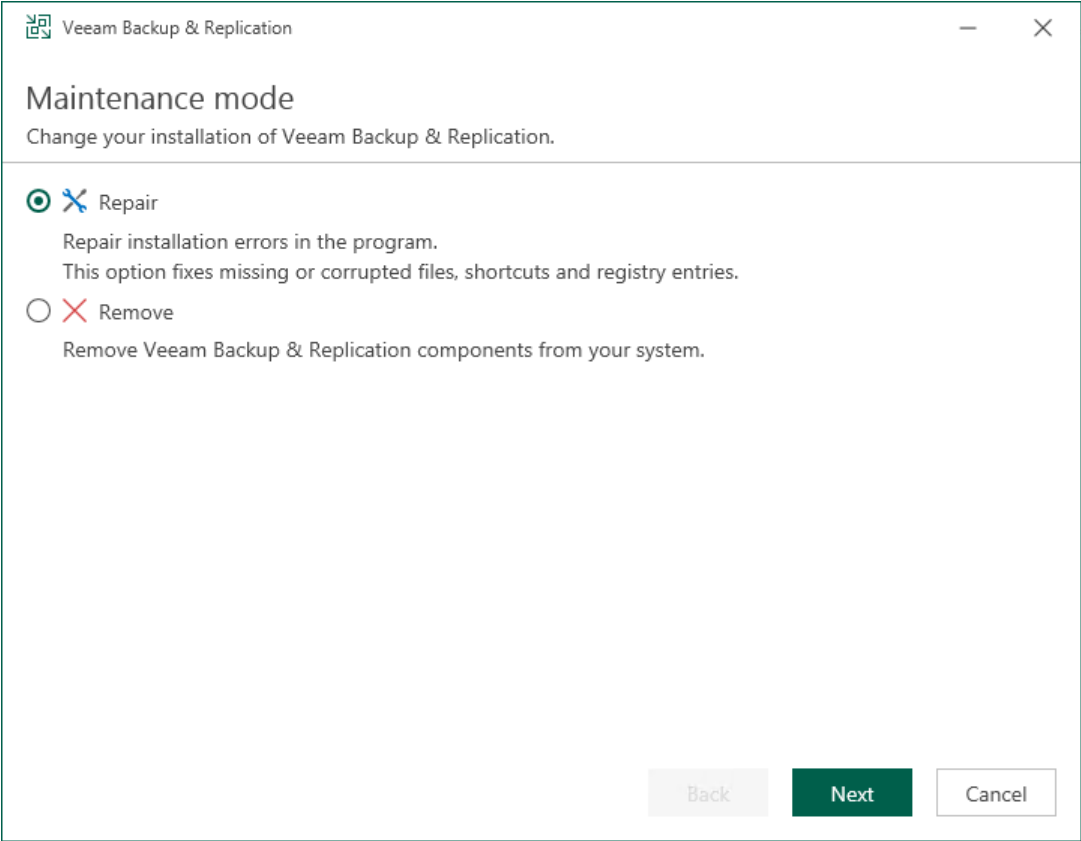 Veeam Backup & Replication
Maintenance mode
Change your installation of Veeam Backup & Replication.
Repair
Repair installation errors in the program.
This option fixes missing or corrupted files, shortcuts and registry entries.
Remove
Remove Veeam Backup & Replication components from your system.
Back
Next
Cancel